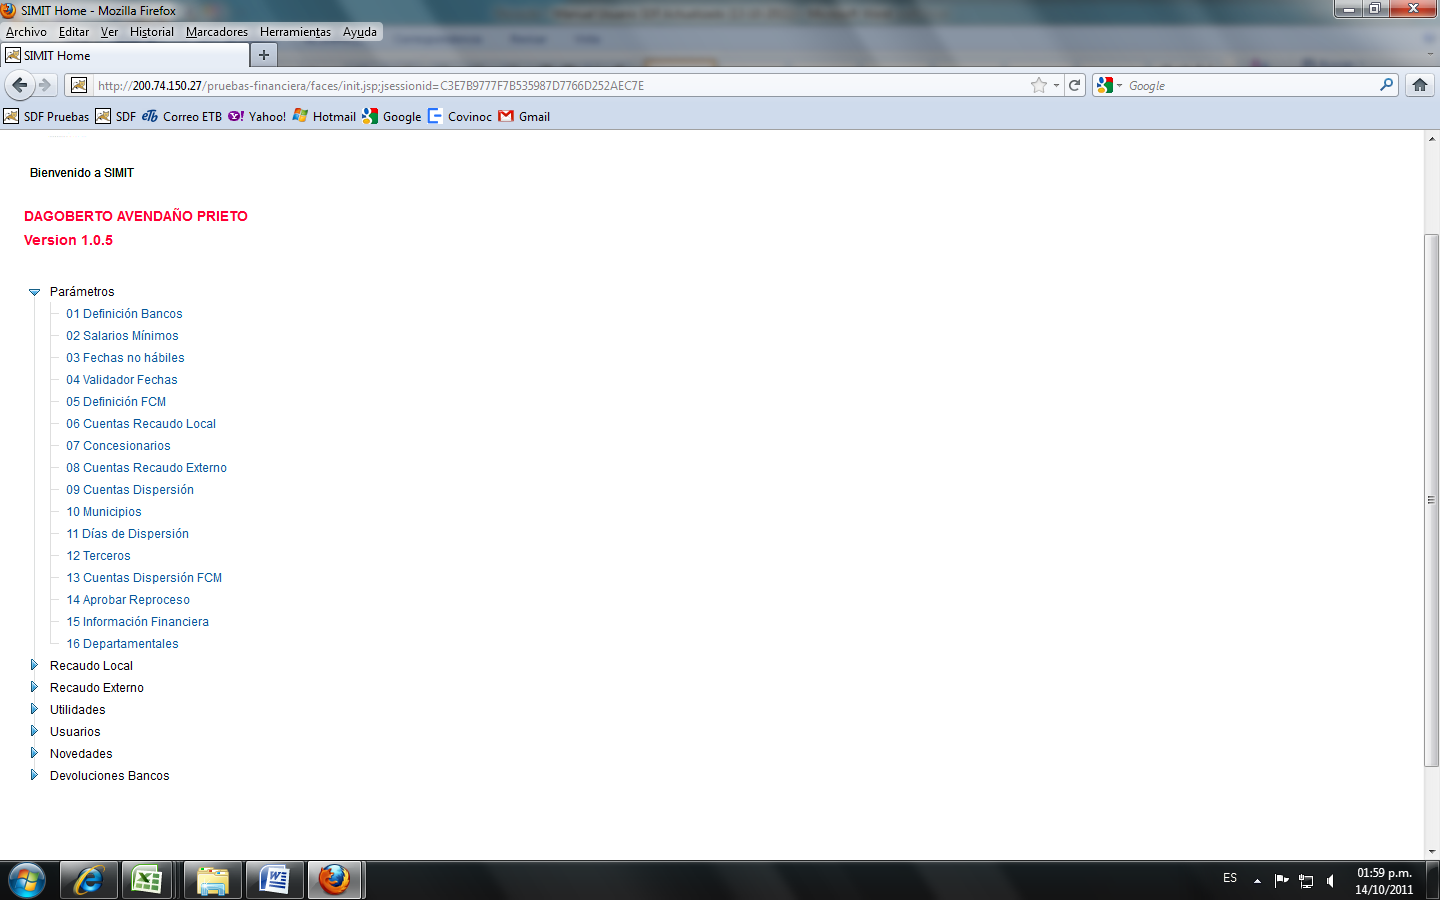 SIMIT Home - Mozilla Firefox
Archivo Editar Ver Historial Marcadores Herramientas Ayuda
SIMIT Home
http://200.74.150.27/pruebas-financiera/faces/init.jsp;jsessionid=C3E7B9777F7B535987D7766D252AEC7E
Google
SDF Pruebas SDF eTb Correo ETB Yahoo! Hotmail Google Covinoc Gmail
Bienvenido a SIMIT
DAGOBERTO AVENDAÑO PRIETO
Version 1.0.5
Parámetros
01 Definición Bancos
02 Salarios Mínimos
03 Fechas no hábiles
04 Validador Fechas
05 Definición FCM
06 Cuentas Recaudo Local
07 Concesionarios
08 Cuentas Recaudo Externo
09 Cuentas Dispersión
10 Municipios
11 Días de Dispersión
12 Terceros
13 Cuentas Dispersión FCM
14 Aprobar Reproceso
15 Información Financiera
16 Departamentales
Recaudo Local
Recaudo Externo
Utilidades
Usuarios
Novedades
Devoluciones Bancos
ES
01:59 p.m.
14/10/2011